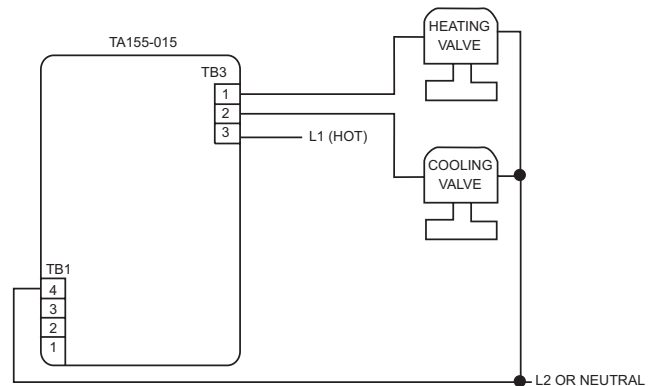 TA155-015
TB3
1
2
3
L1 (HOT)
HEATING
VALVE
COOLING
VALVE
TB1
4
3
2
1
L2 OR NEUTRAL